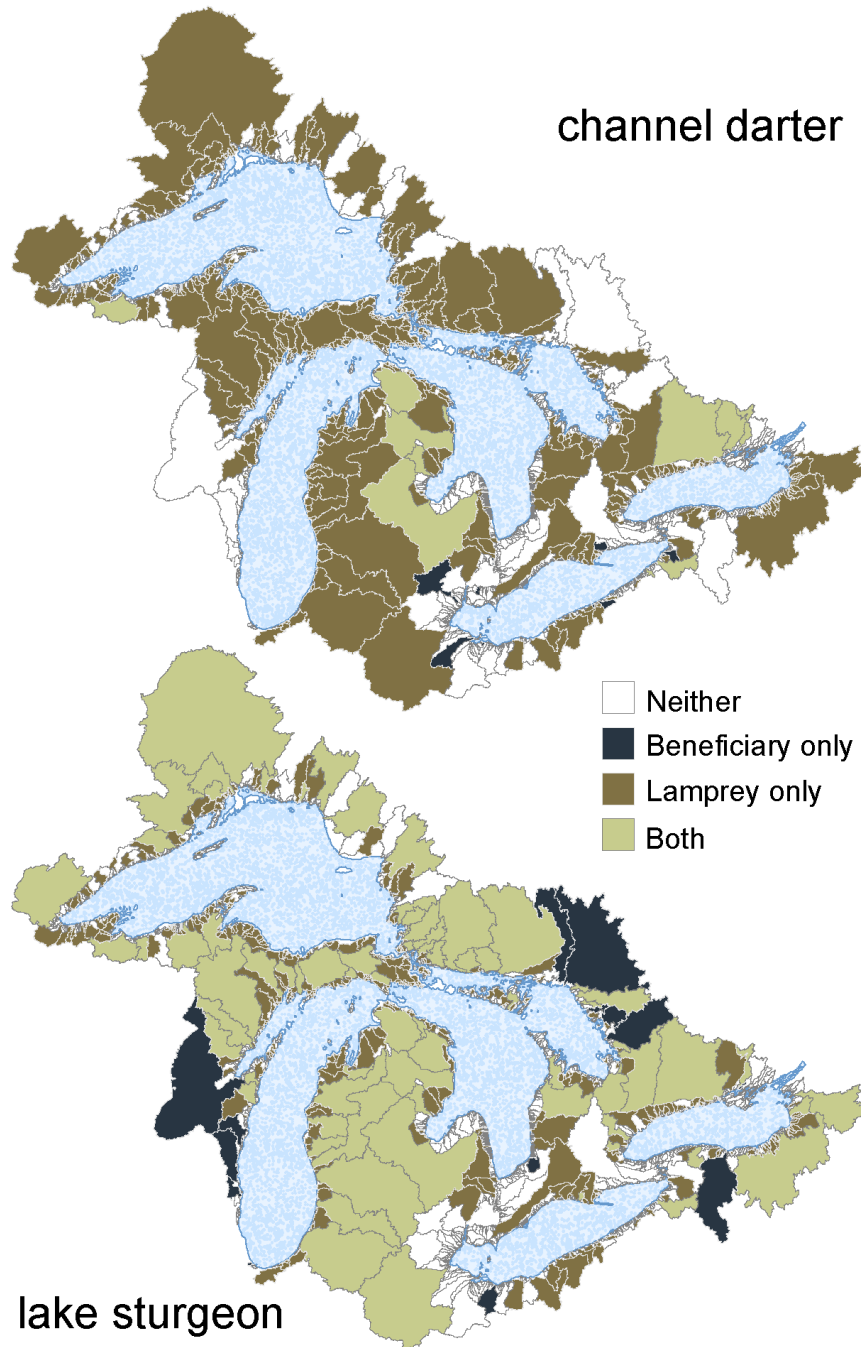 channel darter
Neither
Beneficiary only
Lamprey only
Both
lake sturgeon